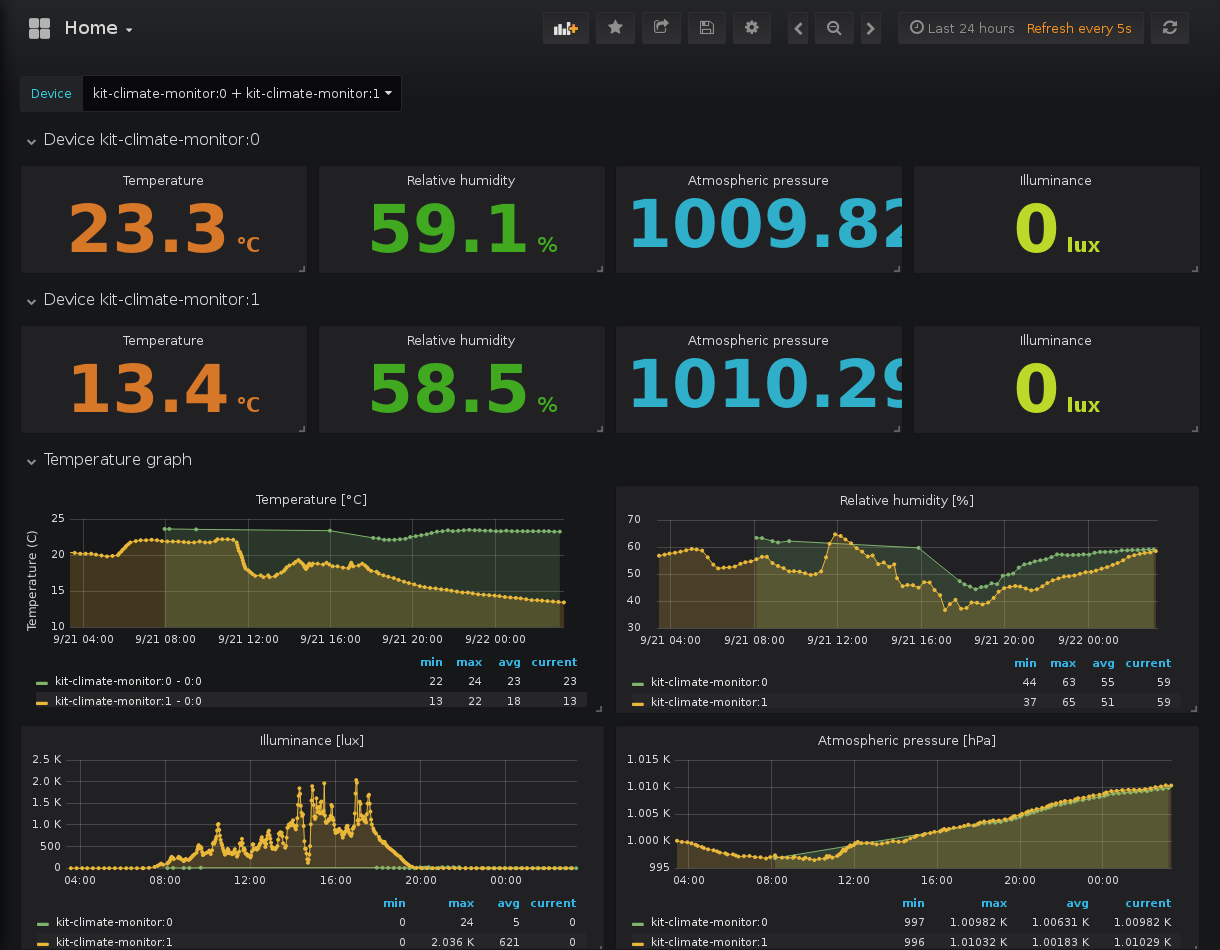 Home
Last 24 hours Refresh every 5s
Device kit-climate-monitor:0 + kit-climate-monitor:1
Device kit-climate-monitor:0
Temperature Relative humidity Atmospheric pressure Illuminance
23.3 °C 59.1 % 1009.82 0 lux
Device kit-climate-monitor:1
Temperature Relative humidity Atmospheric pressure Illuminance
13.4 °C 58.5 % 1010.29 0 lux
Temperature graph
Temperature [°C]
Temperature (C)
25
20
15
10
9/21 04:00 9/21 08:00 9/21 12:00 9/21 16:00 9/21 20:00 9/22 00:00
min max avg current
kit-climate-monitor:0 - 0:0 22 24 23 23
kit-climate-monitor:1 - 0:0 13 22 18 13
Relative humidity [%]
70
60
50
40
30
9/21 04:00 9/21 08:00 9/21 12:00 9/21 16:00 9/21 20:00 9/22 00:00
min max avg current
kit-climate-monitor:0 44 63 55 59
kit-climate-monitor:1 37 65 51 59
Illuminance [lux]
2.5 K
2.0 K
1.5 K
1.0 K
500
0
04:00 08:00 12:00 16:00 20:00 00:00
min max avg current
kit-climate-monitor:0 0 24 5 0
kit-climate-monitor:1 0 2.036 K 621 0
Atmospheric pressure [hPa]
1.015 K
1.010 K
1.005 K
1.000 K
995
04:00 08:00 12:00 16:00 20:00 00:00
min max avg current
kit-climate-monitor:0 997 1.00982 K 1.00631 K 1.00982 K
kit-climate-monitor:1 996 1.01032 K 1.00183 K 1.01029 K